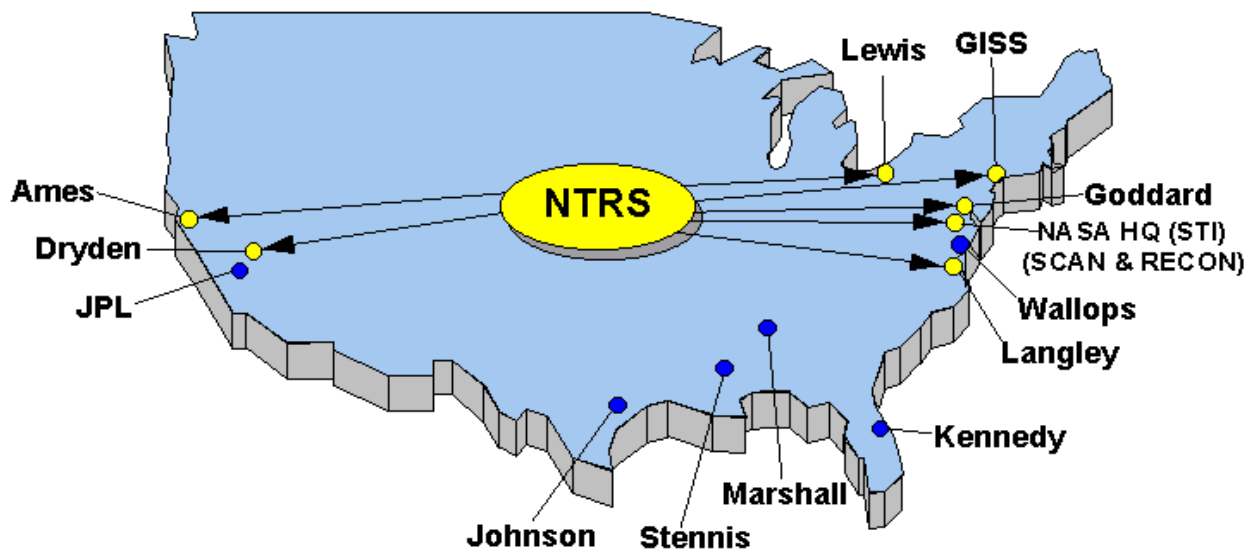 Lewis
GISS
Ames
NTRS
Goddard
Dryden
NASA HQ (STI)
(SCAN & RECON)
JPL
Wallops
Langley
Kennedy
Marshall
Johnson
Stennis